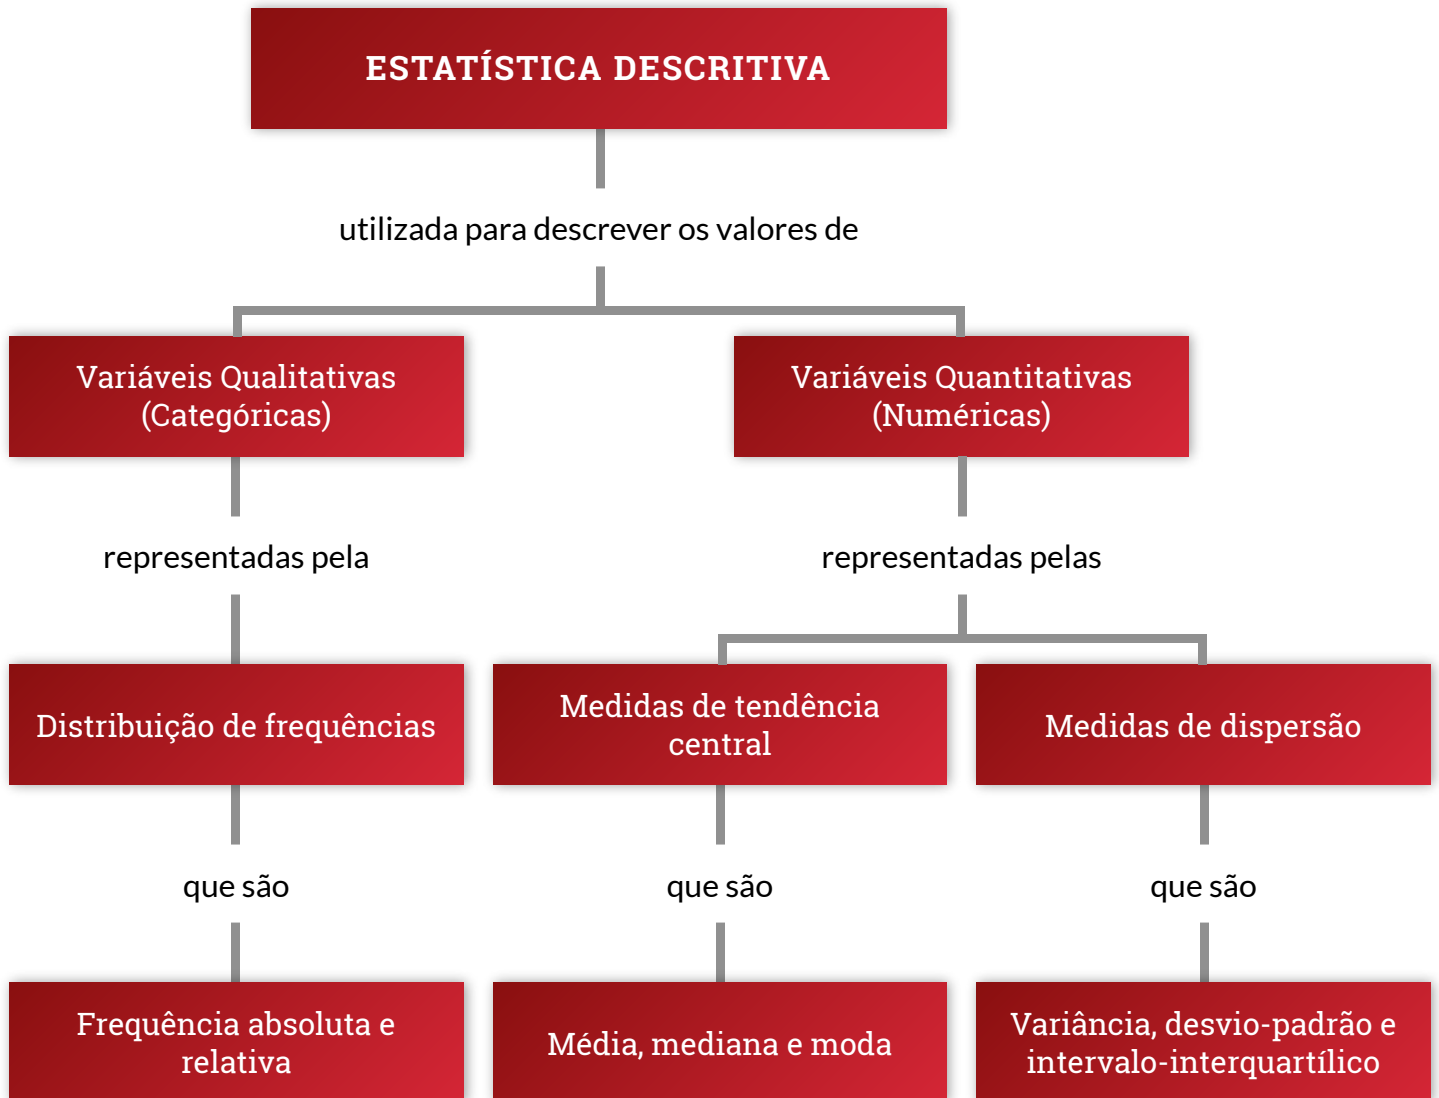 ESTATÍSTICA DESCRITIVA
utilizada para descrever os valores de
Variáveis Qualitativas
(Categóricas)
Variáveis Quantitativas
(Numéricas)
representadas pela
representadas pelas
Distribuição de frequências
Medidas de tendência
central
Medidas de dispersão
que são
que são
que são
Frequência absoluta e
relativa
Média, mediana e moda
Variância, desvio-padrão e
intervalo-interquartílico